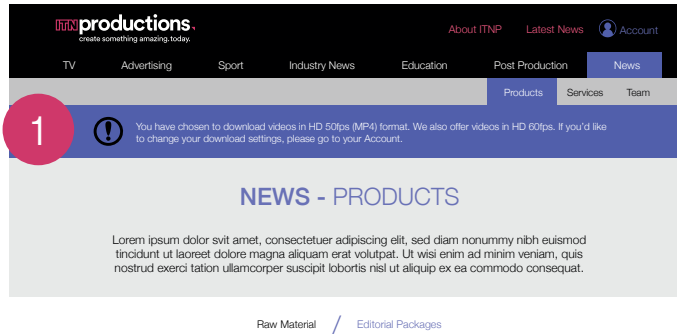 ITN productions.
create something amazing. today.
About ITNP Latest News Account
TV Advertising Sport Industry News Education Post Production News
Products Services Team
1
You have chosen to download videos in HD 50fps (MP4) format. We also offer videos in HD 60fps. If you'd like
to change your download settings, please go to your Account.
NEWS - PRODUCTS
Lorem ipsum dolor svit amet, consectetuer adipiscing elit, sed diam nonummy nibh euismod
tincidunt ut laoreet dolore magna aliquam erat volutpat. Ut wisi enim ad minim veniam, quis
nostrud exerci tation ullamcorper suscipit lobortis nisl ut aliquip ex ea commodo consequat.
Raw Material / Editorial Packages